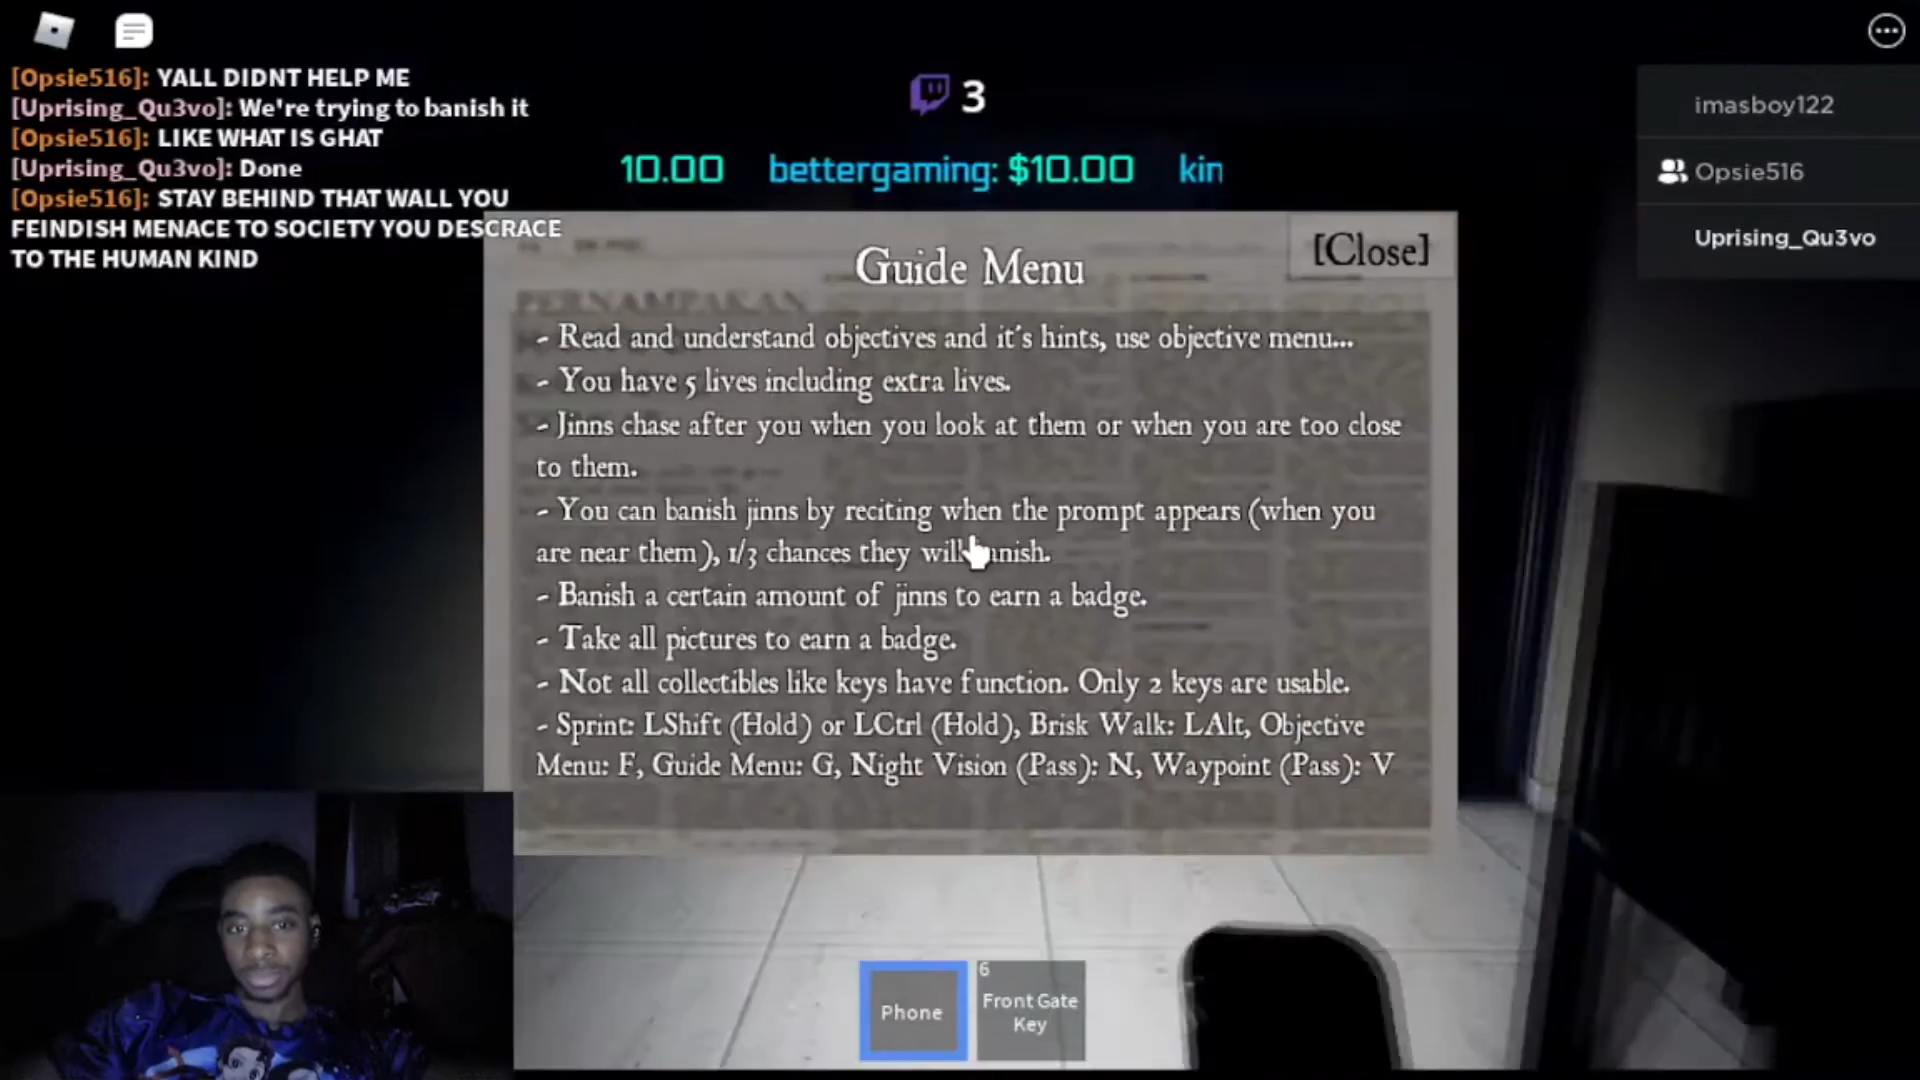 [Opsie516]: YALL DIDNT HELP ME
[Uprising_Qu3vo]: We're trying to banish it
[Opsie516]: LIKE WHAT IS GHAT
[Uprising_Qu3vo]: Done
[Opsie516]: STAY BEHIND THAT WALL YOU
FEINDISH MENACE TO SOCIETY YOU DESCRACE
TO THE HUMAN KIND
3
10.00 bettergaming: $10.00 kin
imasboy122
Opsie516
Uprising_Qu3vo
Guide Menu
[Close]
PERNAMPAKAN
- Read and understand objectives and it's hints, use objective menu...
- You have 5 lives including extra lives.
- Jinns chase after you when you look at them or when you are too close
to them.
- You can banish jinns by reciting when the prompt appears (when you
are near them), 1/3 chances they will banish.
- Banish a certain amount of jinns to earn a badge.
- Take all pictures to earn a badge.
- Not all collectibles like keys have function. Only 2 keys are usable.
- Sprint: LShift (Hold) or LCtrl (Hold), Brisk Walk: LAlt, Objective
Menu: F, Guide Menu: G, Night Vision (Pass): N, Waypoint (Pass): V
Phone
6
Front Gate
Key